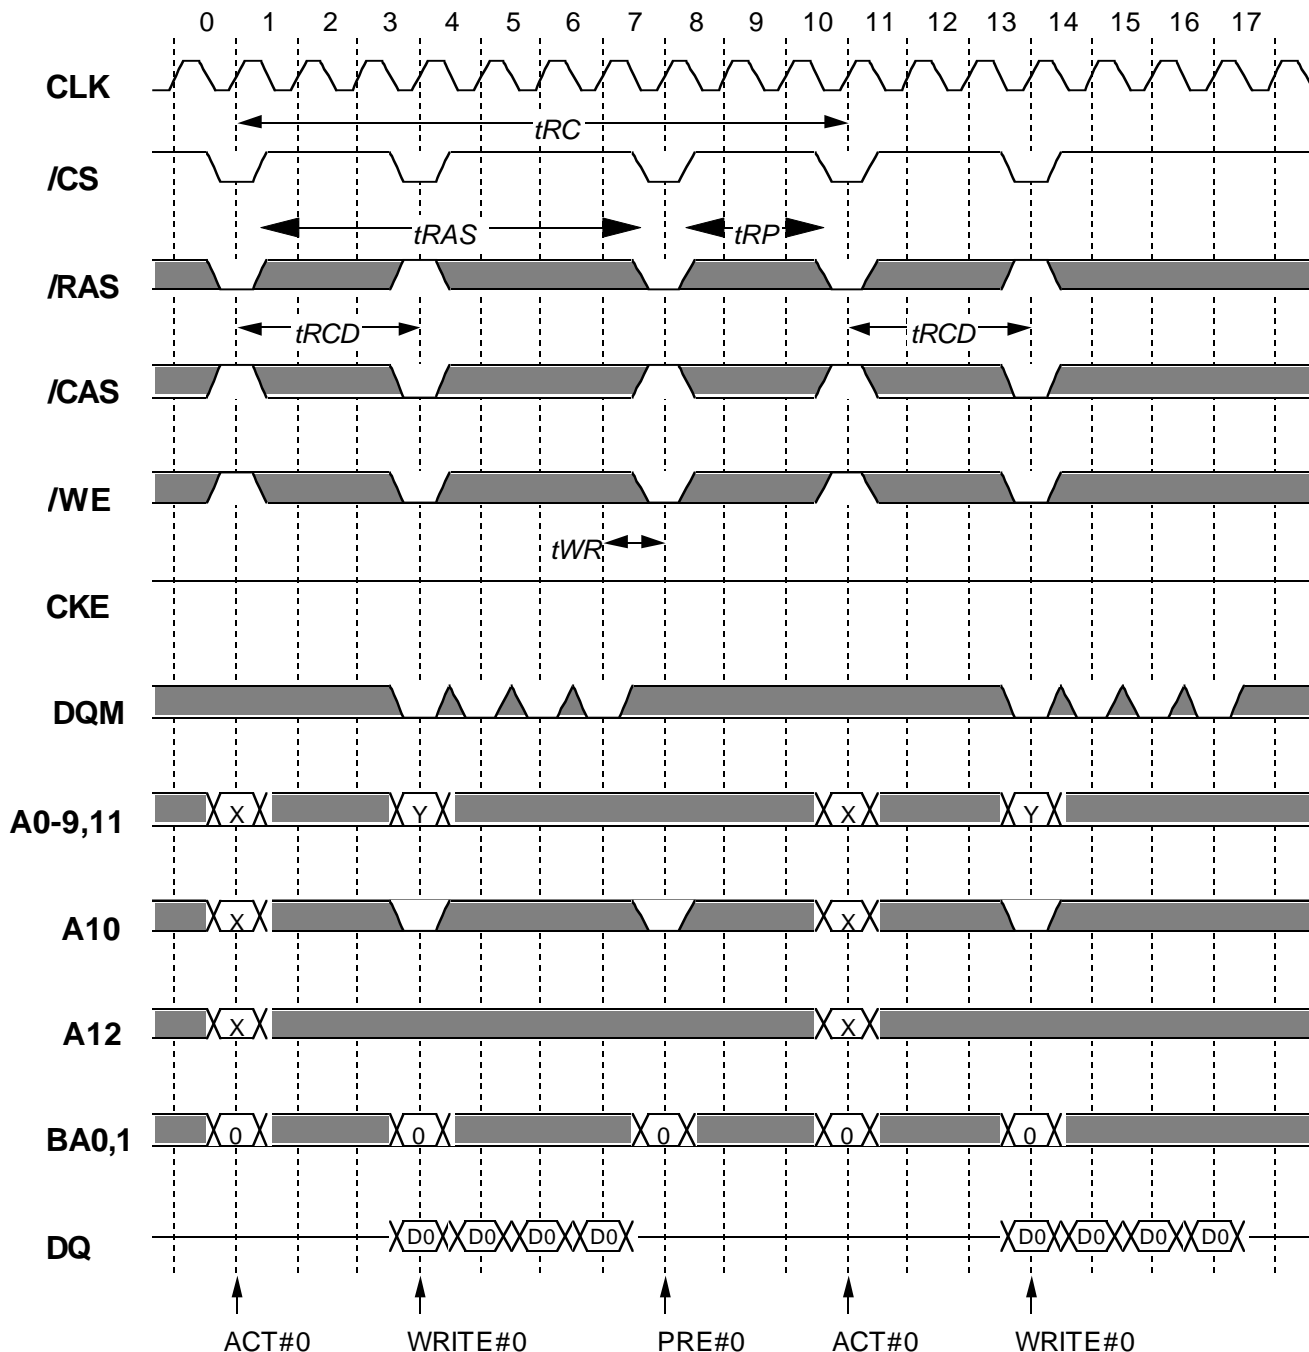 0 1 2 3 4 5 6 7 8 9 10 11 12 13 14 15 16 17
CLK
tRC
/CS
tRAS tRP
/RAS
tRCD tRCD
/CAS
/WE
tWR
CKE
DQM
A0-9,11 X Y X Y
A10 X X
A12 X X
BA0,1 0 0 0 0 0
DQ D0 D0 D0 D0 D0 D0 D0 D0
ACT#0 WRITE#0 PRE#0 ACT#0 WRITE#0